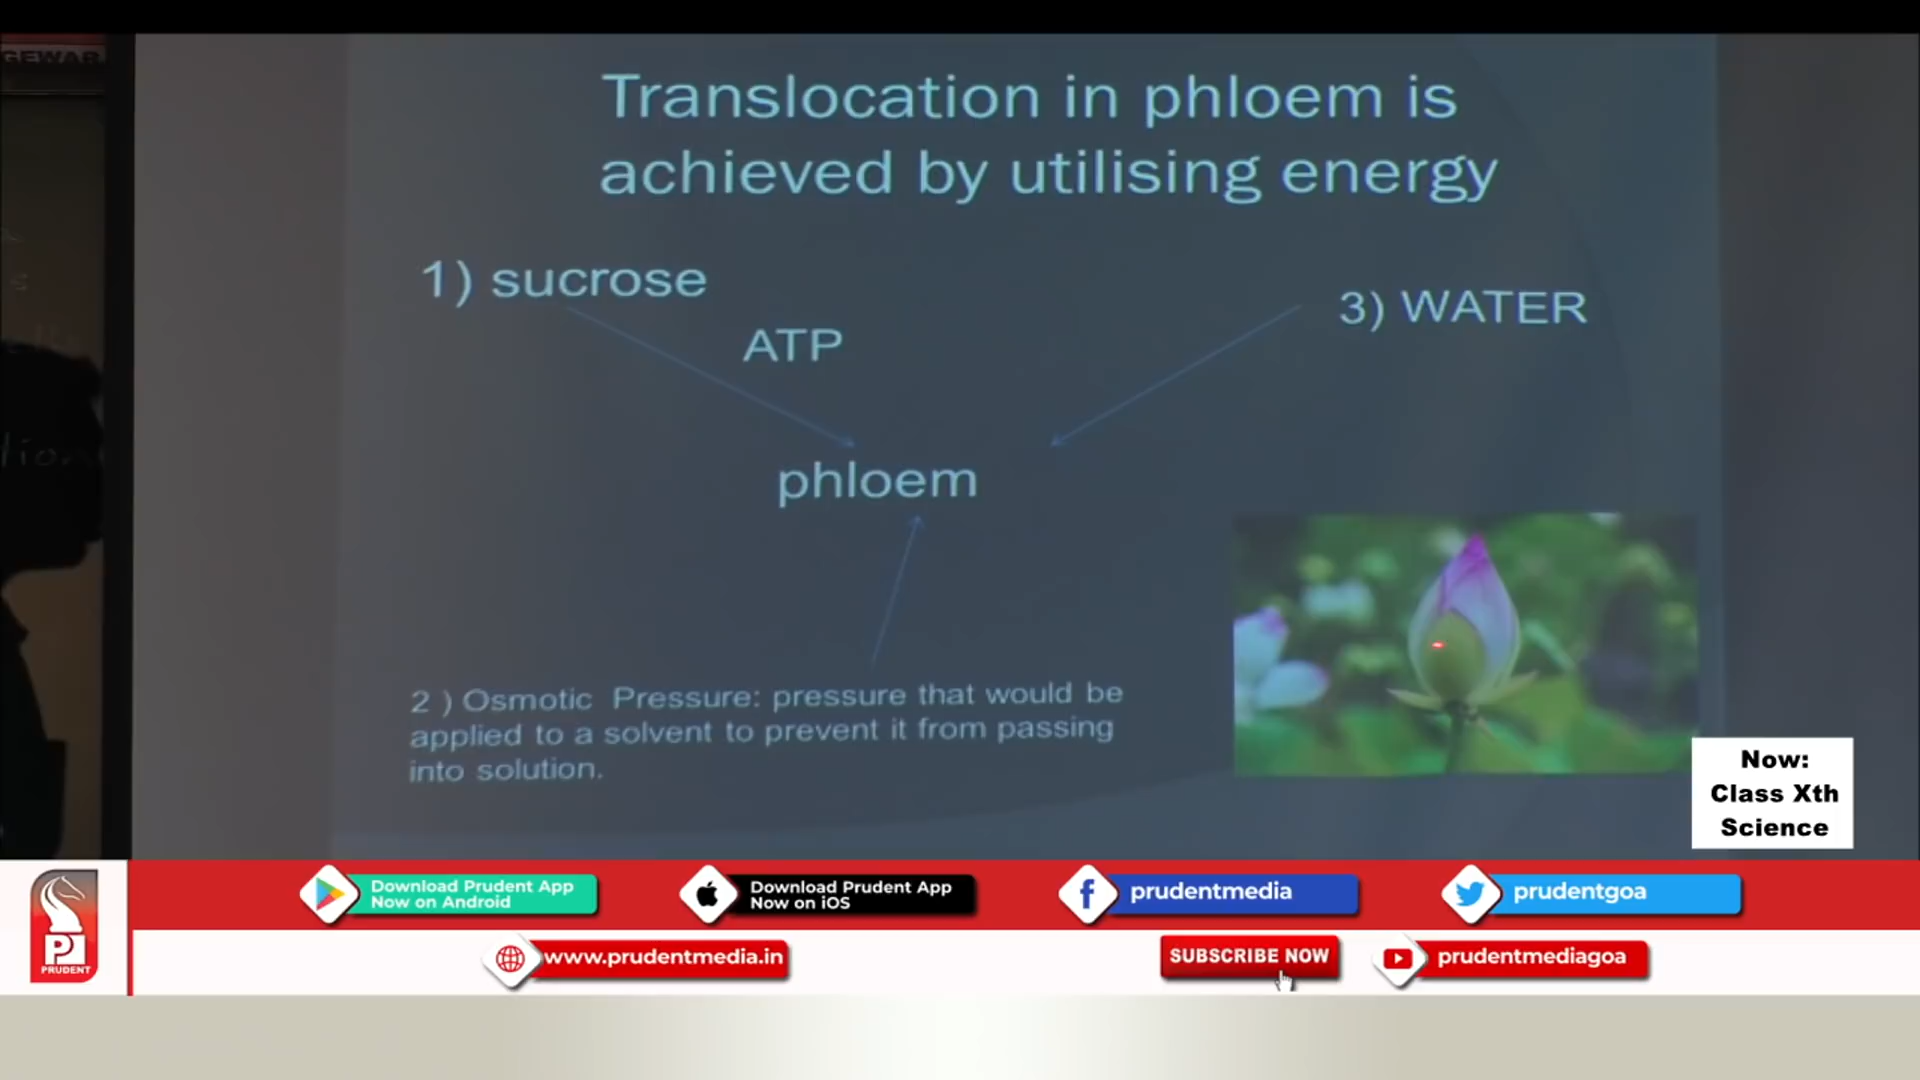 GEWAR
Translocation in phloem is
achieved by utilising energy
1) sucrose
3) WATER
ATP
phloem
2 ) Osmotic Pressure: pressure that would be
applied to a solvent to prevent it from passing
into solution.
Now:
Class Xth
Science
Download Prudent App
Now on Android
Download Prudent App
Now on iOS
prudentmedia
prudentgoa
PRUDENT
www.prudentmedia.in
SUBSCRIBE NOW
prudentmediagoa